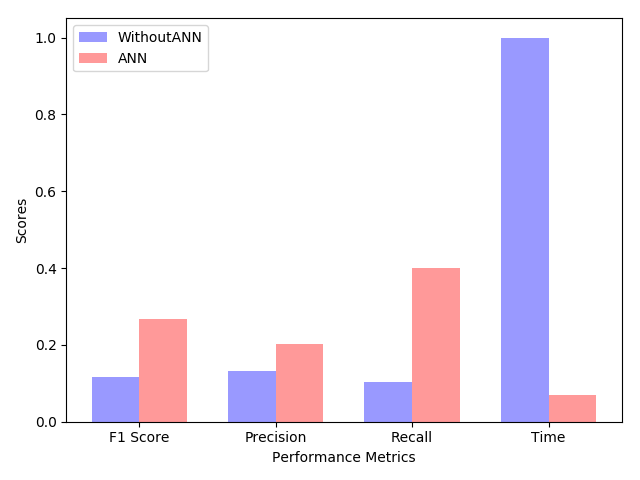 WithoutANN
ANN
1.0
0.8
0.6
0.4
0.2
0.0
Scores
F1 Score Precision Recall Time
Performance Metrics